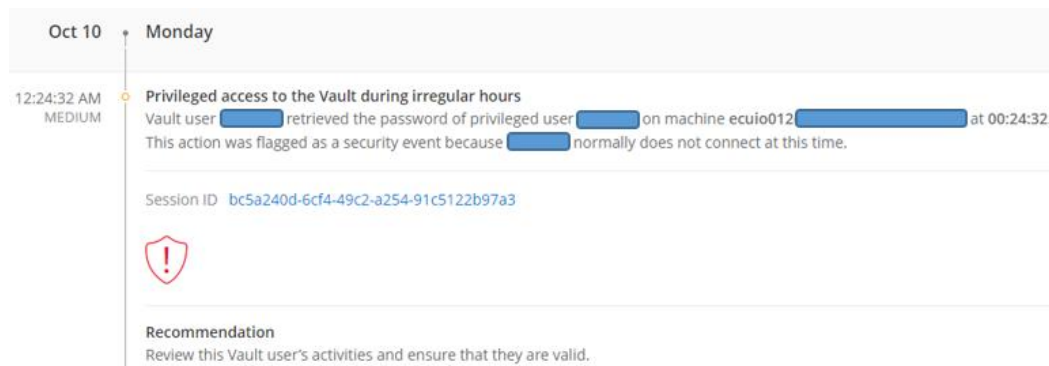 Oct 10 Monday
12:24:32 AM Privileged access to the Vault during irregular hours
MEDIUM Vault user retrieved the password of privileged user on machine ecuio012 at 00:24:32
This action was flagged as a security event because normally does not connect at this time.
Session ID bc5a240d-6cf4-49c2-a254-91c5122b97a3
!
Recommendation
Review this Vault user's activities and ensure that they are valid.